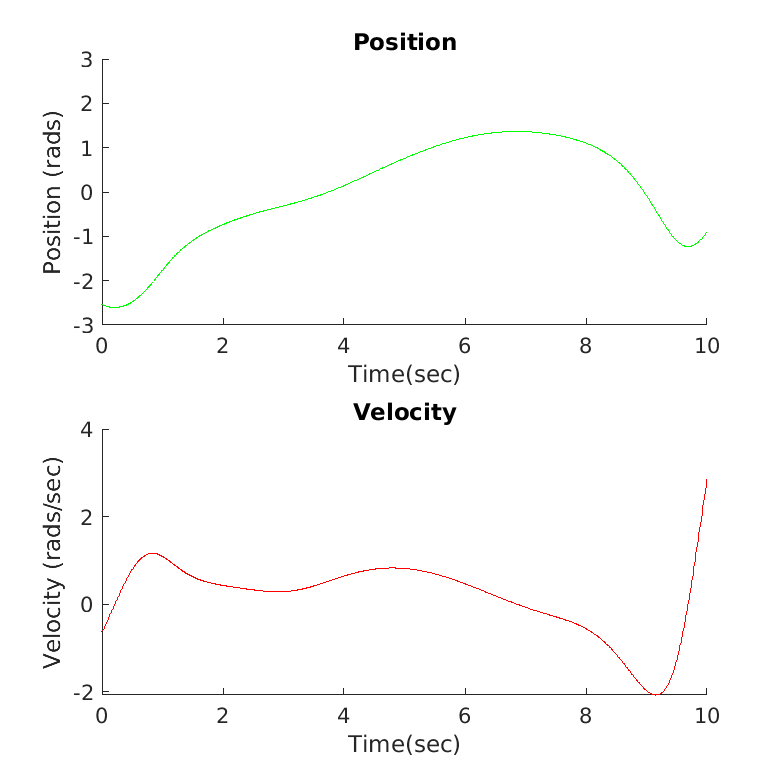 Position
3
2
1
0
-1
-2
-3
Position (rads)
0 2 4 6 8 10
Time(sec)
Velocity
4
2
0
-2
Velocity (rads/sec)
0 2 4 6 8 10
Time(sec)